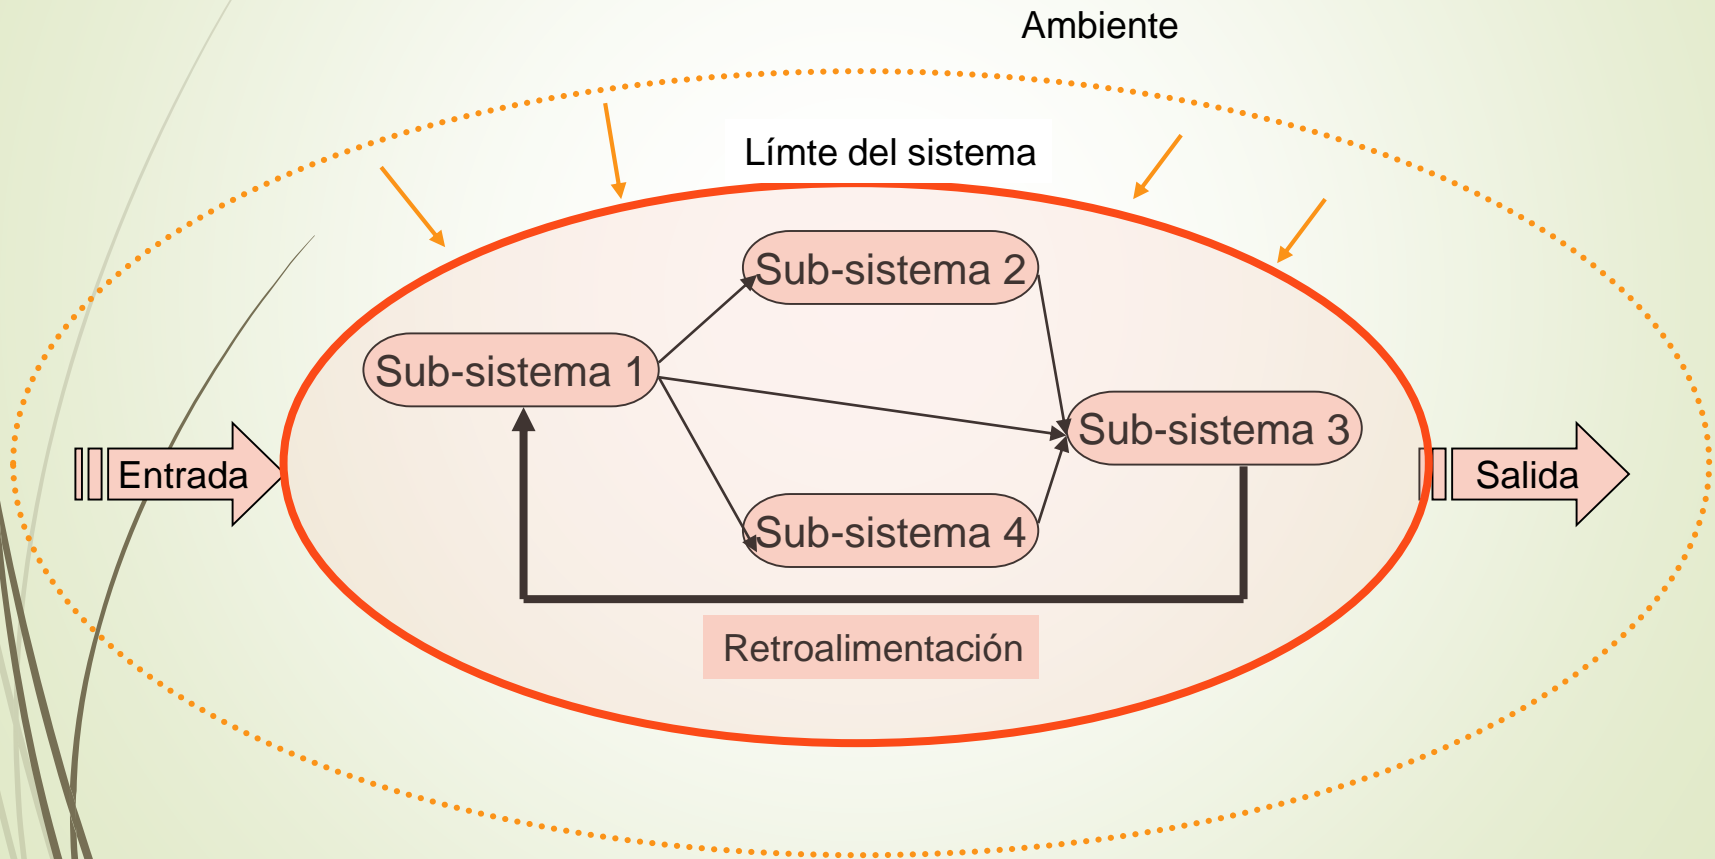 Ambiente
Límte del sistema
Sub-sistema 2
Sub-sistema 1
Sub-sistema 3
Entrada
Salida
Sub-sistema 4
Retroalimentación